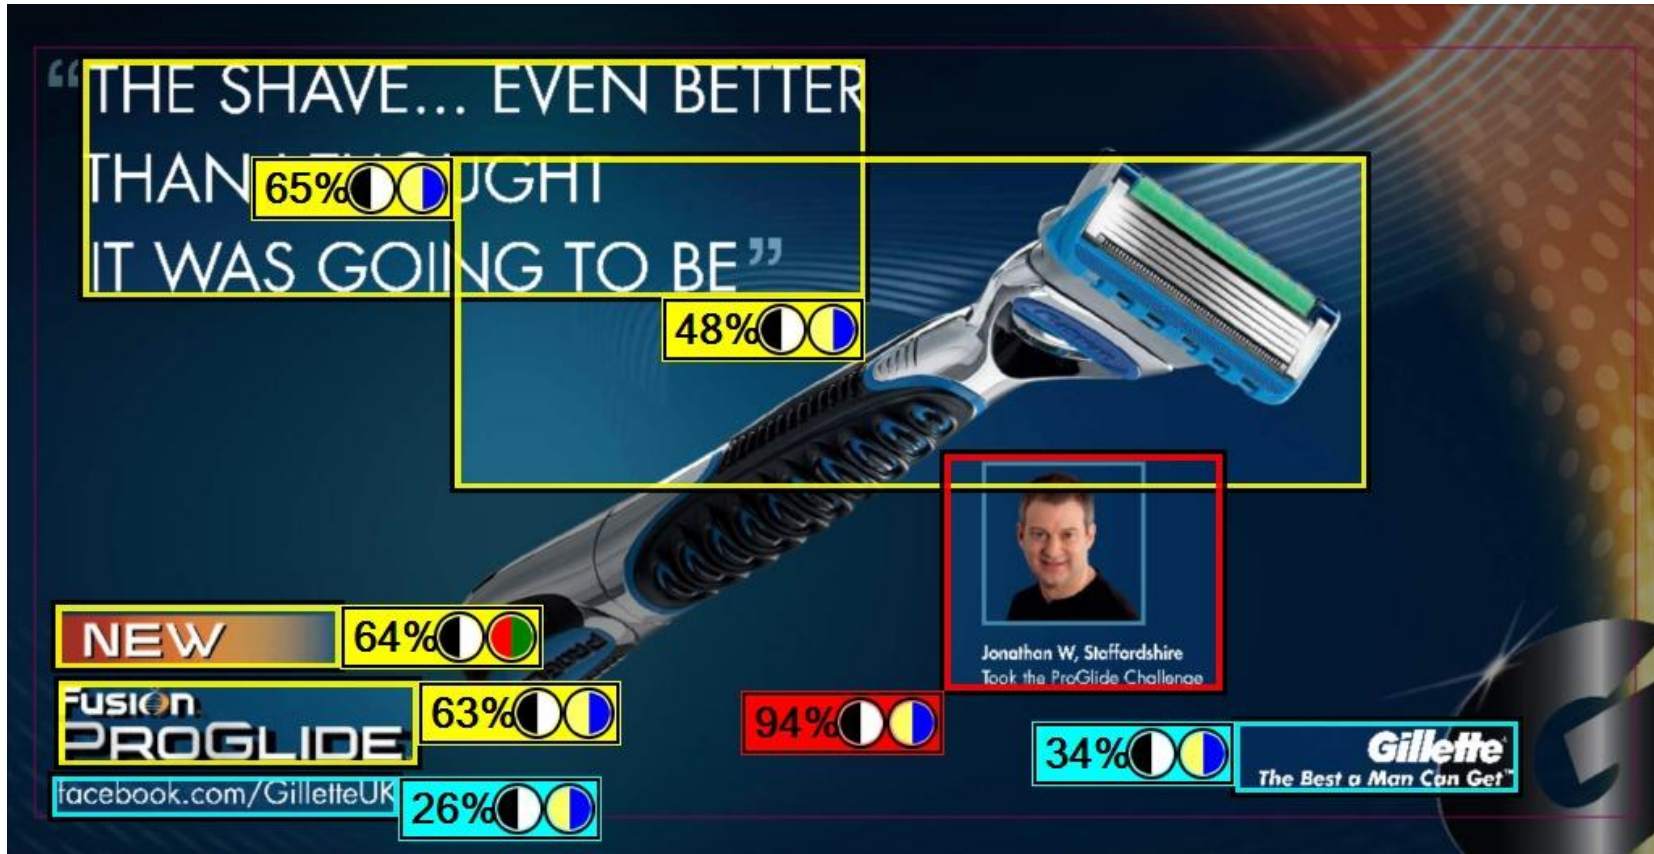 “THE SHAVE... EVEN BETTER
THAN UGHT
IT WAS GOING TO BE”
65%
48%
Jonathan W, Staffordshire
Took the ProGlide Challenge
NEW
64%
FUSION
PROGLIDE
63%
94%
34%
Gillette
The Best a Man Can Get™
facebook.com/GilletteUK
26%